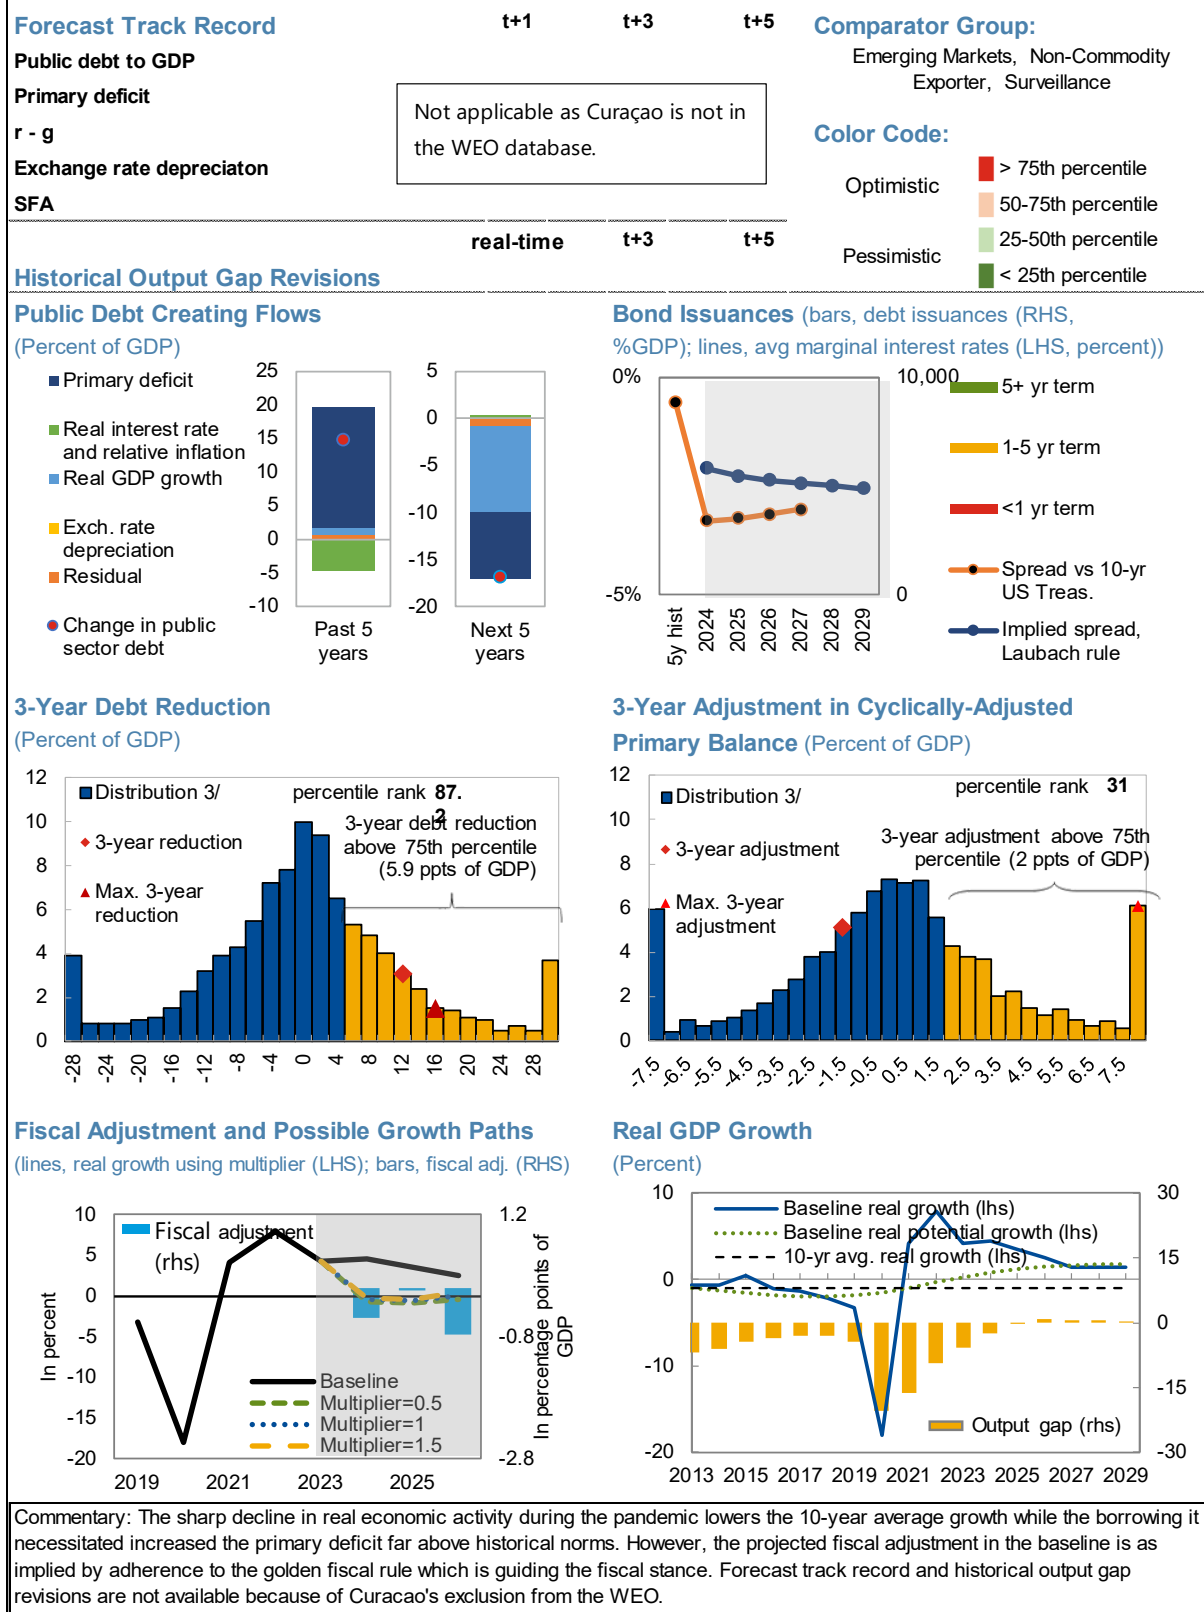 Forecast Track Record t+1 t+3 t+5 Comparator Group:
Public debt to GDP
Primary deficit
r - g
Exchange rate depreciaton
SFA
Not applicable as Curaçao is not in
the WEO database.
Emerging Markets, Non-Commodity
Exporter, Surveillance
Color Code:
Optimistic
> 75th percentile
50-75th percentile
Pessimistic
25-50th percentile
< 25th percentile
real-time t+3 t+5
Historical Output Gap Revisions
Public Debt Creating Flows
(Percent of GDP)
Primary deficit
Real interest rate
and relative inflation
Real GDP growth
Exch. rate
depreciation
Residual
Change in public
sector debt
25
20
15
10
5
0
-5
-10
Past 5
years
5
0
-5
-10
-15
-20
Next 5
years
Bond Issuances (bars, debt issuances (RHS,
%GDP); lines, avg marginal interest rates (LHS, percent))
0%
-5%
10,000
0
5y hist
2024
2025
2026
2027
2028
2029
5+ yr term
1-5 yr term
<1 yr term
Spread vs 10-yr
US Treas.
Implied spread,
Laubach rule
3-Year Debt Reduction
(Percent of GDP)
12
10
8
6
4
2
0
Distribution 3/
3-year reduction
Max. 3-year
reduction
percentile rank 87.
2
3-year debt reduction
above 75th percentile
(5.9 ppts of GDP)
-28
-24
-20
-16
-12
-8
-4
0
4
8
12
16
20
24
28
3-Year Adjustment in Cyclically-Adjusted
Primary Balance (Percent of GDP)
12
10
8
6
4
2
0
Distribution 3/
3-year adjustment
Max. 3-year
adjustment
percentile rank 31
3-year adjustment above 75th
percentile (2 ppts of GDP)
-7.5
-6.5
-5.5
-4.5
-3.5
-2.5
-1.5
-0.5
0.5
1.5
2.5
3.5
4.5
5.5
6.5
7.5
Fiscal Adjustment and Possible Growth Paths
(lines, real growth using multiplier (LHS); bars, fiscal adj. (RHS)
In percent
10
5
0
-5
-10
-15
-20
Fiscal adjustment
(rhs)
Baseline
Multiplier=0.5
Multiplier=1
Multiplier=1.5
2019 2021 2023 2025
1.2
-0.8
-2.8
In percentage points of
GDP
Real GDP Growth
(Percent)
10
0
-10
-20
Baseline real growth (lhs)
Baseline real potential growth (lhs)
10-yr avg. real growth (lhs)
Output gap (rhs)
30
15
0
-15
-30
2013 2015 2017 2019 2021 2023 2025 2027 2029
Commentary: The sharp decline in real economic activity during the pandemic lowers the 10-year average growth while the borrowing it
necessitated increased the primary deficit far above historical norms. However, the projected fiscal adjustment in the baseline is as
implied by adherence to the golden fiscal rule which is guiding the fiscal stance. Forecast track record and historical output gap
revisions are not available because of Curacao's exclusion from the WEO.